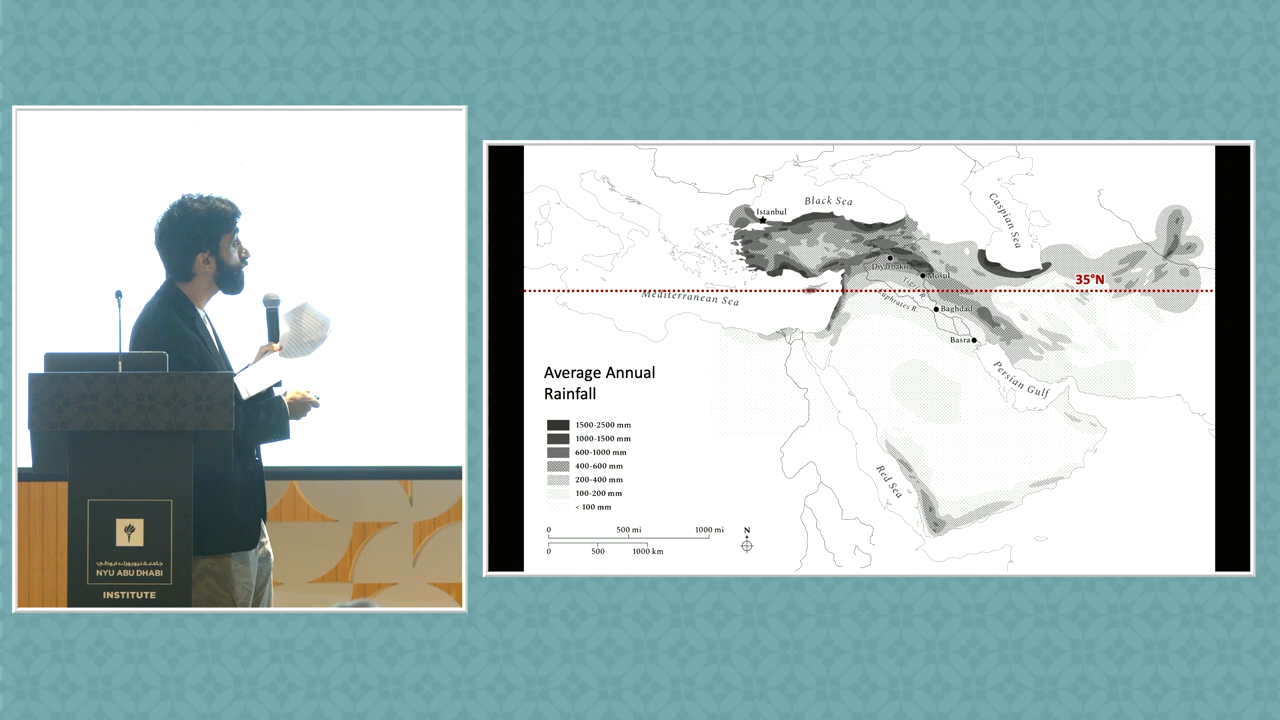 جامعة نيويورك أبوظبي
NYU ABU DHABI
INSTITUTE
Black Sea
Istanbul
Caspian Sea
Diyarbakir
Mosul
35°N
Tigris R.
Mediterranean Sea
Euphrates R.
Baghdad
Basra
Persian Gulf
Average Annual
Rainfall
1500-2500 mm
1000-1500 mm
600-1000 mm
400-600 mm
200-400 mm
100-200 mm
< 100 mm
Red Sea
0 500 mi 1000 mi
0 500 1000 km
N